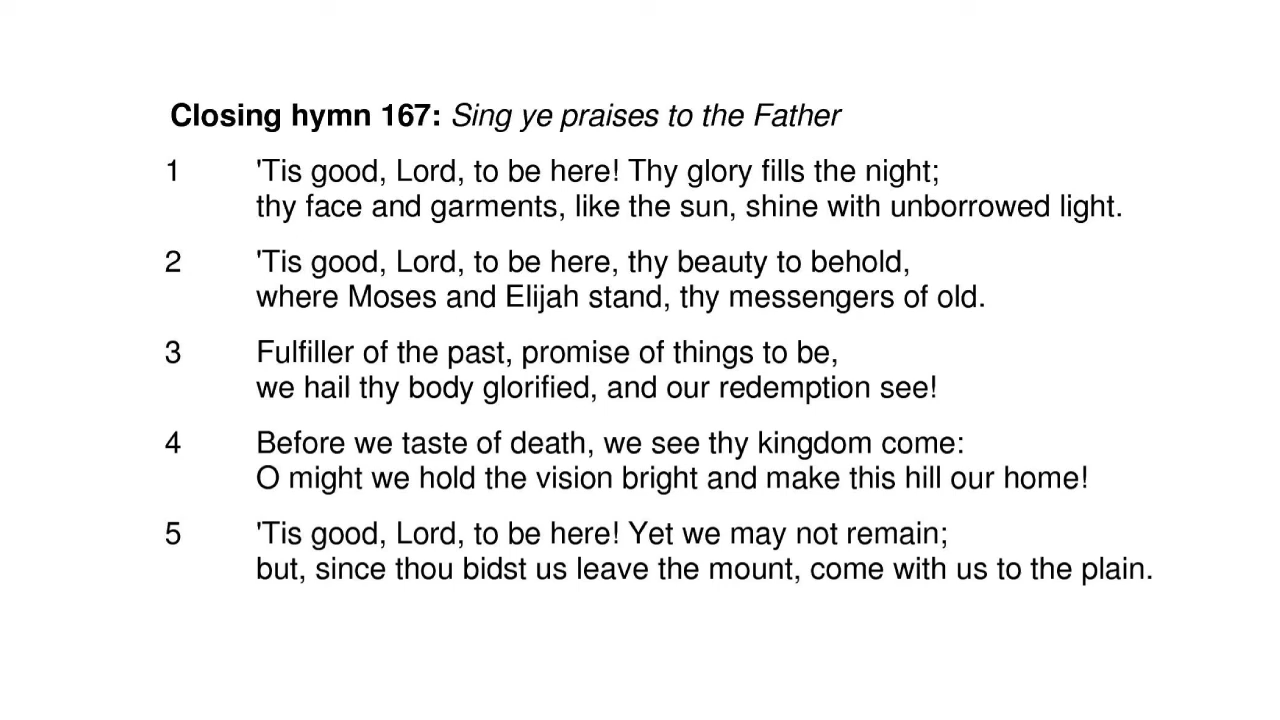 Closing hymn 167: Sing ye praises to the Father
1 'Tis good, Lord, to be here! Thy glory fills the night;
thy face and garments, like the sun, shine with unborrowed light.
2 'Tis good, Lord, to be here, thy beauty to behold,
where Moses and Elijah stand, thy messengers of old.
3 Fulfiller of the past, promise of things to be,
we hail thy body glorified, and our redemption see!
4 Before we taste of death, we see thy kingdom come:
O might we hold the vision bright and make this hill our home!
5 'Tis good, Lord, to be here! Yet we may not remain;
but, since thou bidst us leave the mount, come with us to the plain.